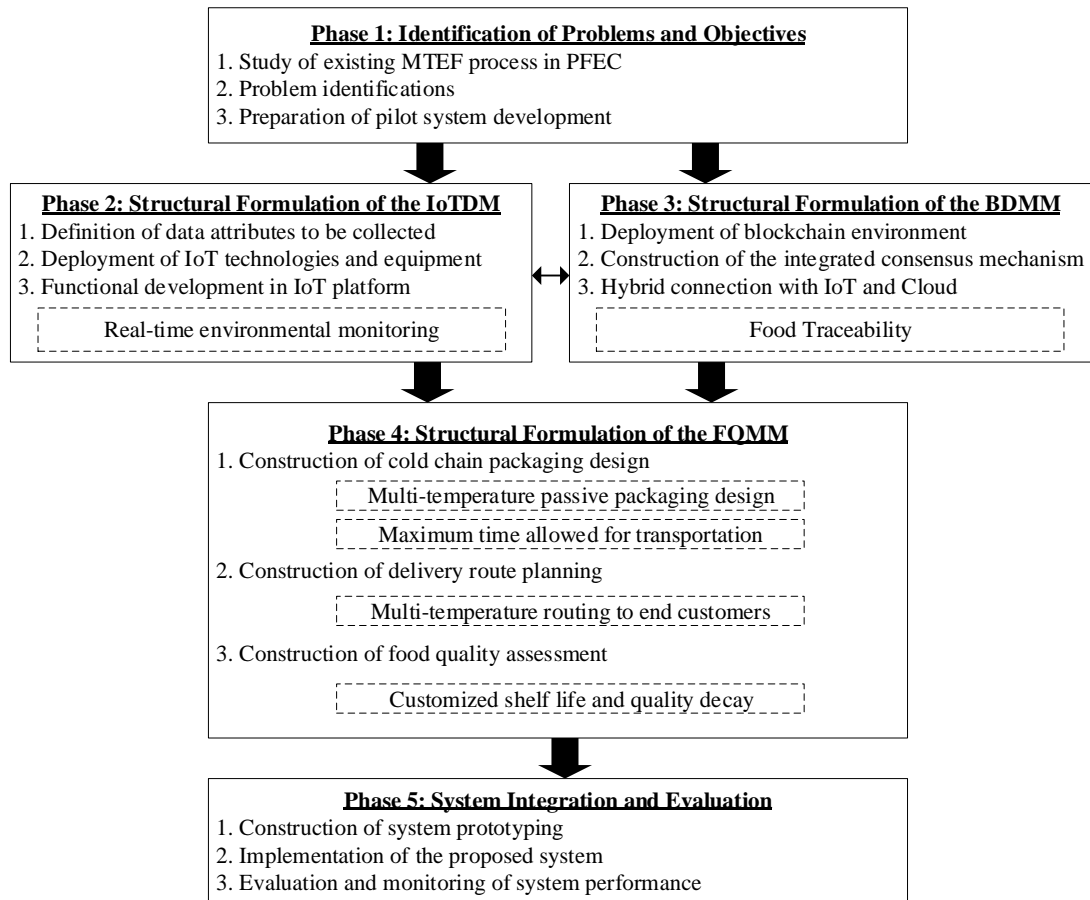 Phase 1: Identification of Problems and Objectives
1. Study of existing MTEF process in PFEC
2. Problem identifications
3. Preparation of pilot system development
Phase 2: Structural Formulation of the IoTDM
1. Definition of data attributes to be collected
2. Deployment of IoT technologies and equipment
3. Functional development in IoT platform
Real-time environmental monitoring
Phase 3: Structural Formulation of the BDMM
1. Deployment of blockchain environment
2. Construction of the integrated consensus mechanism
3. Hybrid connection with IoT and Cloud
Food Traceability
Phase 4: Structural Formulation of the FQMM
1. Construction of cold chain packaging design
Multi-temperature passive packaging design
Maximum time allowed for transportation
2. Construction of delivery route planning
Multi-temperature routing to end customers
3. Construction of food quality assessment
Customized shelf life and quality decay
Phase 5: System Integration and Evaluation
1. Construction of system prototyping
2. Implementation of the proposed system
3. Evaluation and monitoring of system performance